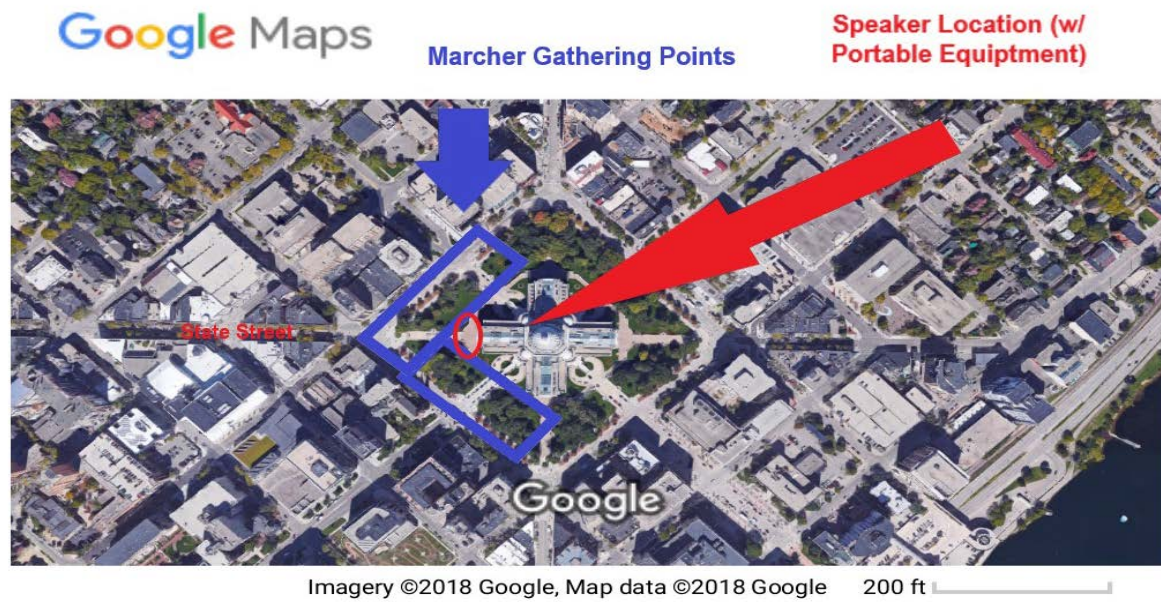 Google Maps
Marcher Gathering Points
Speaker Location (w/
Portable Equiptment)
State Street
Google
Imagery ©2018 Google, Map data ©2018 Google 200 ft